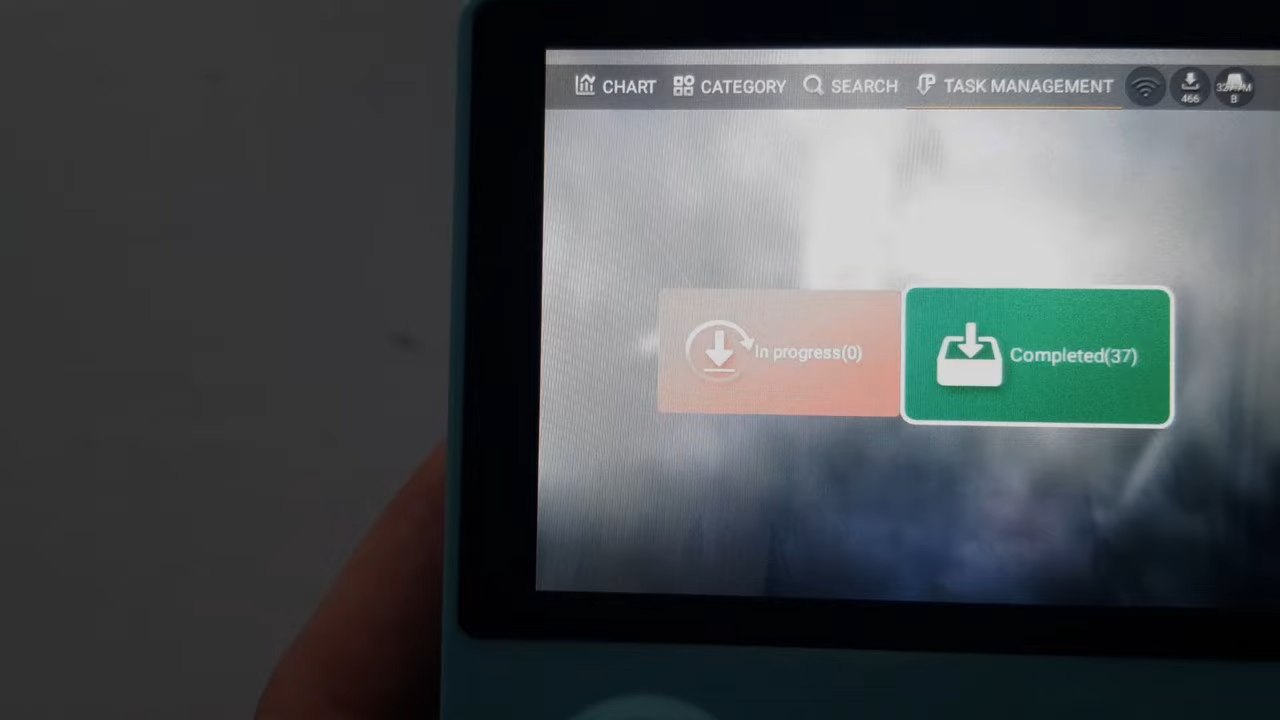 CHART CATEGORY SEARCH TASK MANAGEMENT
466
B
In progress(0) Completed(37)